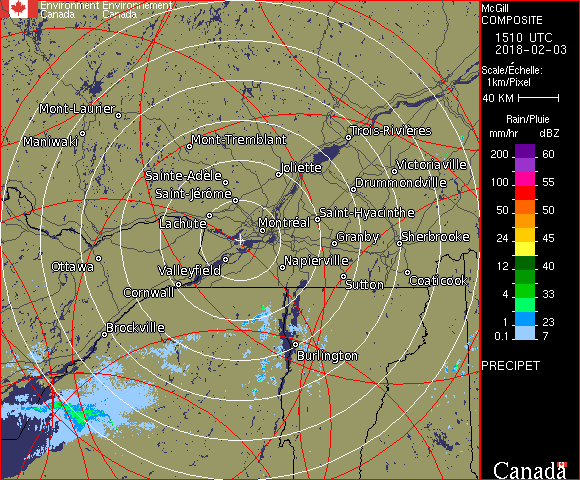 Environment Environnement
Canada Canada
McGill
COMPOSITE
1510 UTC
2018-02-03
Scale/Échelle:
1km/Pixel
40 KM
Rain/Pluie
mm/hr dBZ
200 60
100 55
50 50
24 45
12 40
4 33
1 23
0.1 7
PRECIPET
Canada
Mont-Laurier
Maniwaki
Mont-Tremblant
Trois-Rivières
Sainte-Adèle
Joliette
Victoriaville
Saint-Jérôme
Drummondville
Lachute
Montréal
Saint-Hyacinthe
Granby
Sherbrooke
Ottawa
Valleyfield
Napierville
Cornwall
Sutton
Coaticook
Brockville
Burlington